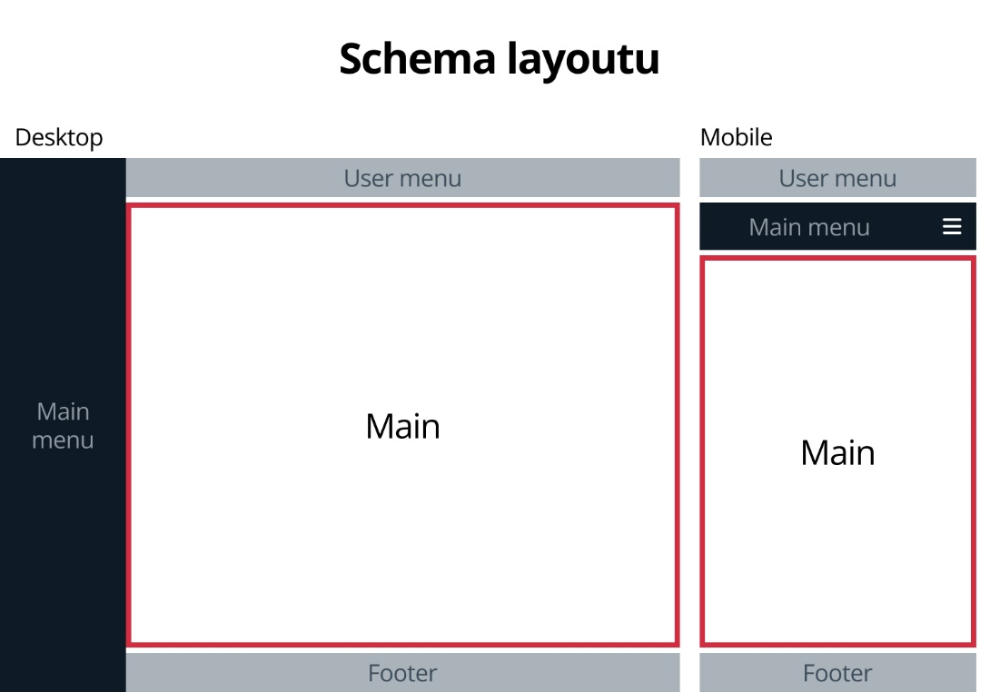 Schema layoutu
Desktop
Mobile
User menu
Main
menu
Main
Footer
User menu
Main menu
Main
Footer